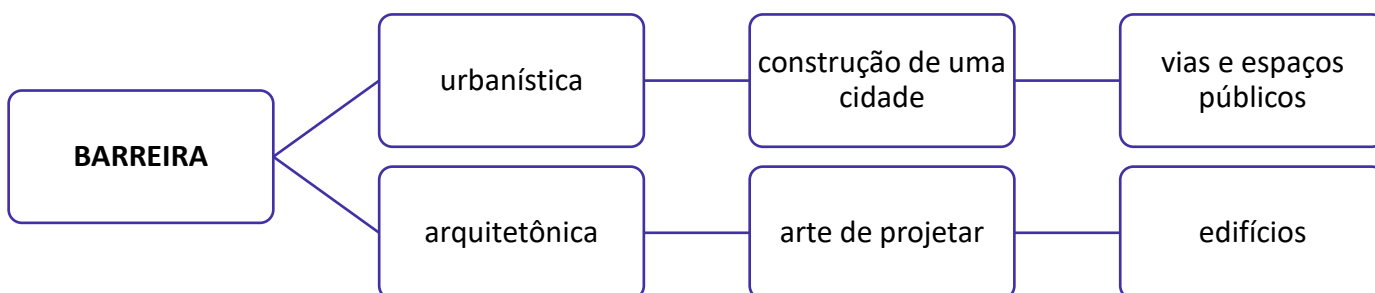 BARREIRA
urbanística
construção de uma
cidade
vias e espaços
públicos
arquitetônica
arte de projetar
edifícios